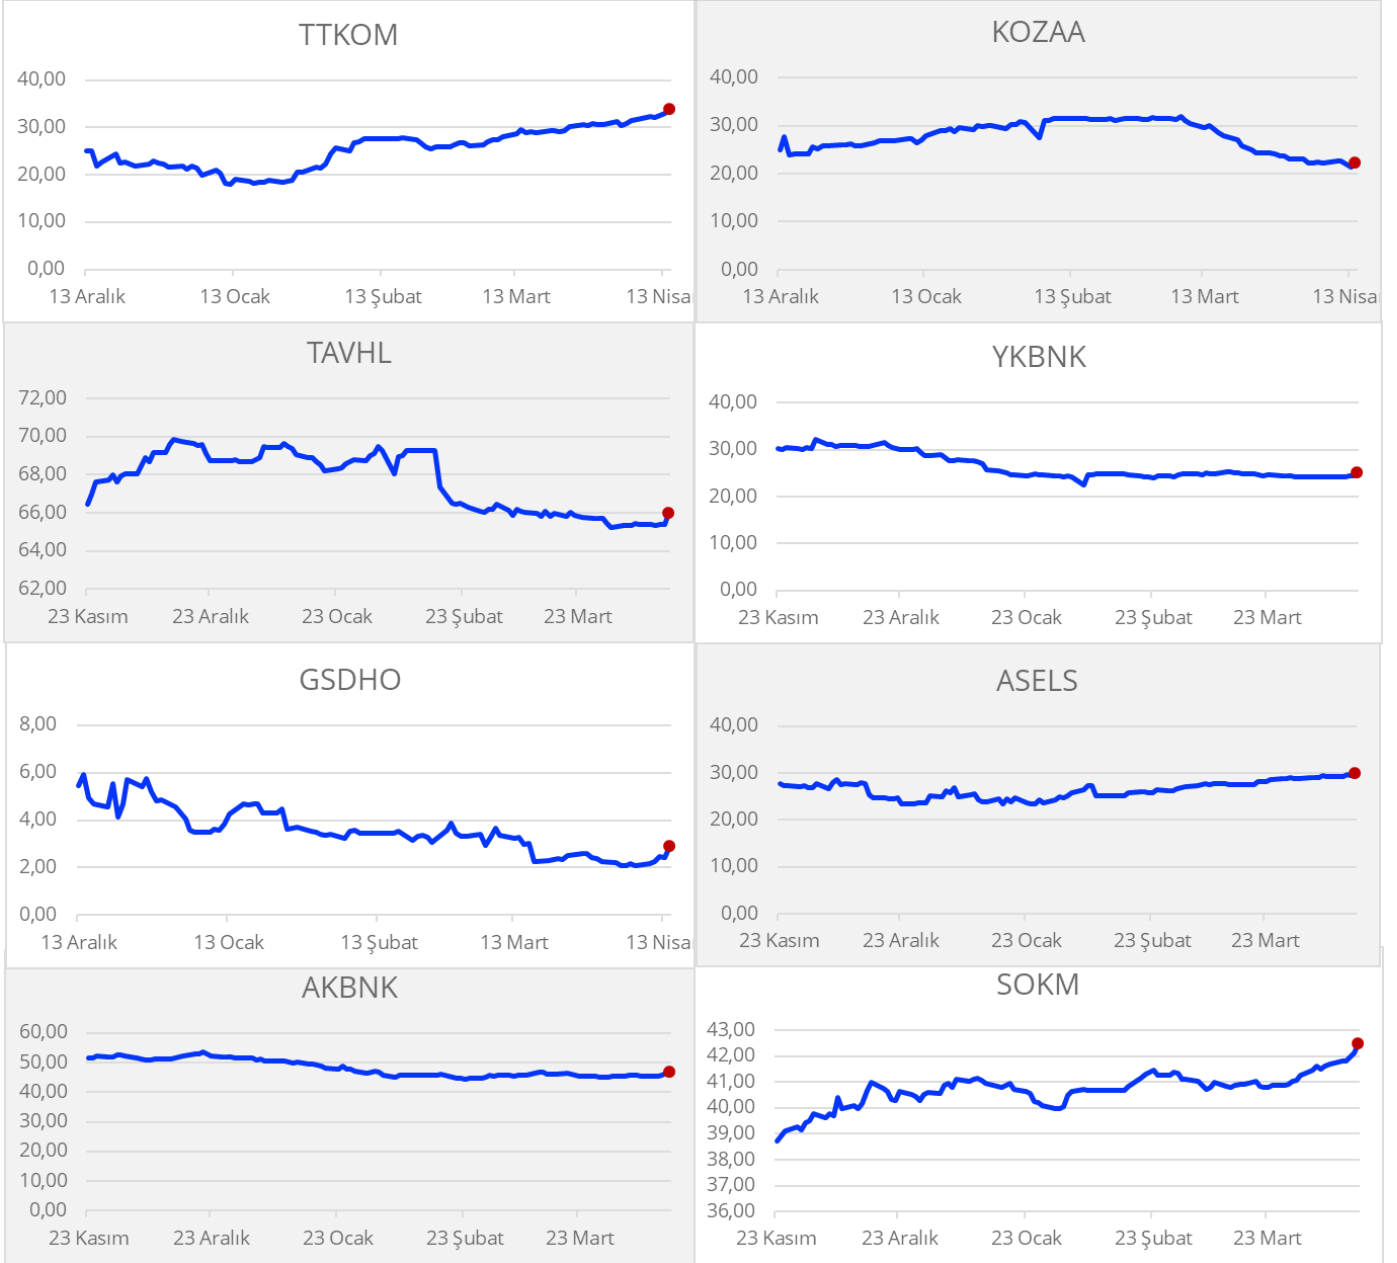 TTKOM
40,00
30,00
20,00
10,00
0,00
13 Aralık 13 Ocak 13 Şubat 13 Mart 13 Nisa
KOZAA
40,00
30,00
20,00
10,00
0,00
13 Aralık 13 Ocak 13 Şubat 13 Mart 13 Nisa
TAVHL
72,00
70,00
68,00
66,00
64,00
62,00
23 Kasım 23 Aralık 23 Ocak 23 Şubat 23 Mart
YKBNK
40,00
30,00
20,00
10,00
0,00
23 Kasım 23 Aralık 23 Ocak 23 Şubat 23 Mart
GSDHO
8,00
6,00
4,00
2,00
0,00
13 Aralık 13 Ocak 13 Şubat 13 Mart 13 Nisa
ASELS
40,00
30,00
20,00
10,00
0,00
23 Kasım 23 Aralık 23 Ocak 23 Şubat 23 Mart
AKBNK
60,00
50,00
40,00
30,00
20,00
10,00
0,00
23 Kasım 23 Aralık 23 Ocak 23 Şubat 23 Mart
SOKM
43,00
42,00
41,00
40,00
39,00
38,00
37,00
36,00
23 Kasım 23 Aralık 23 Ocak 23 Şubat 23 Mart